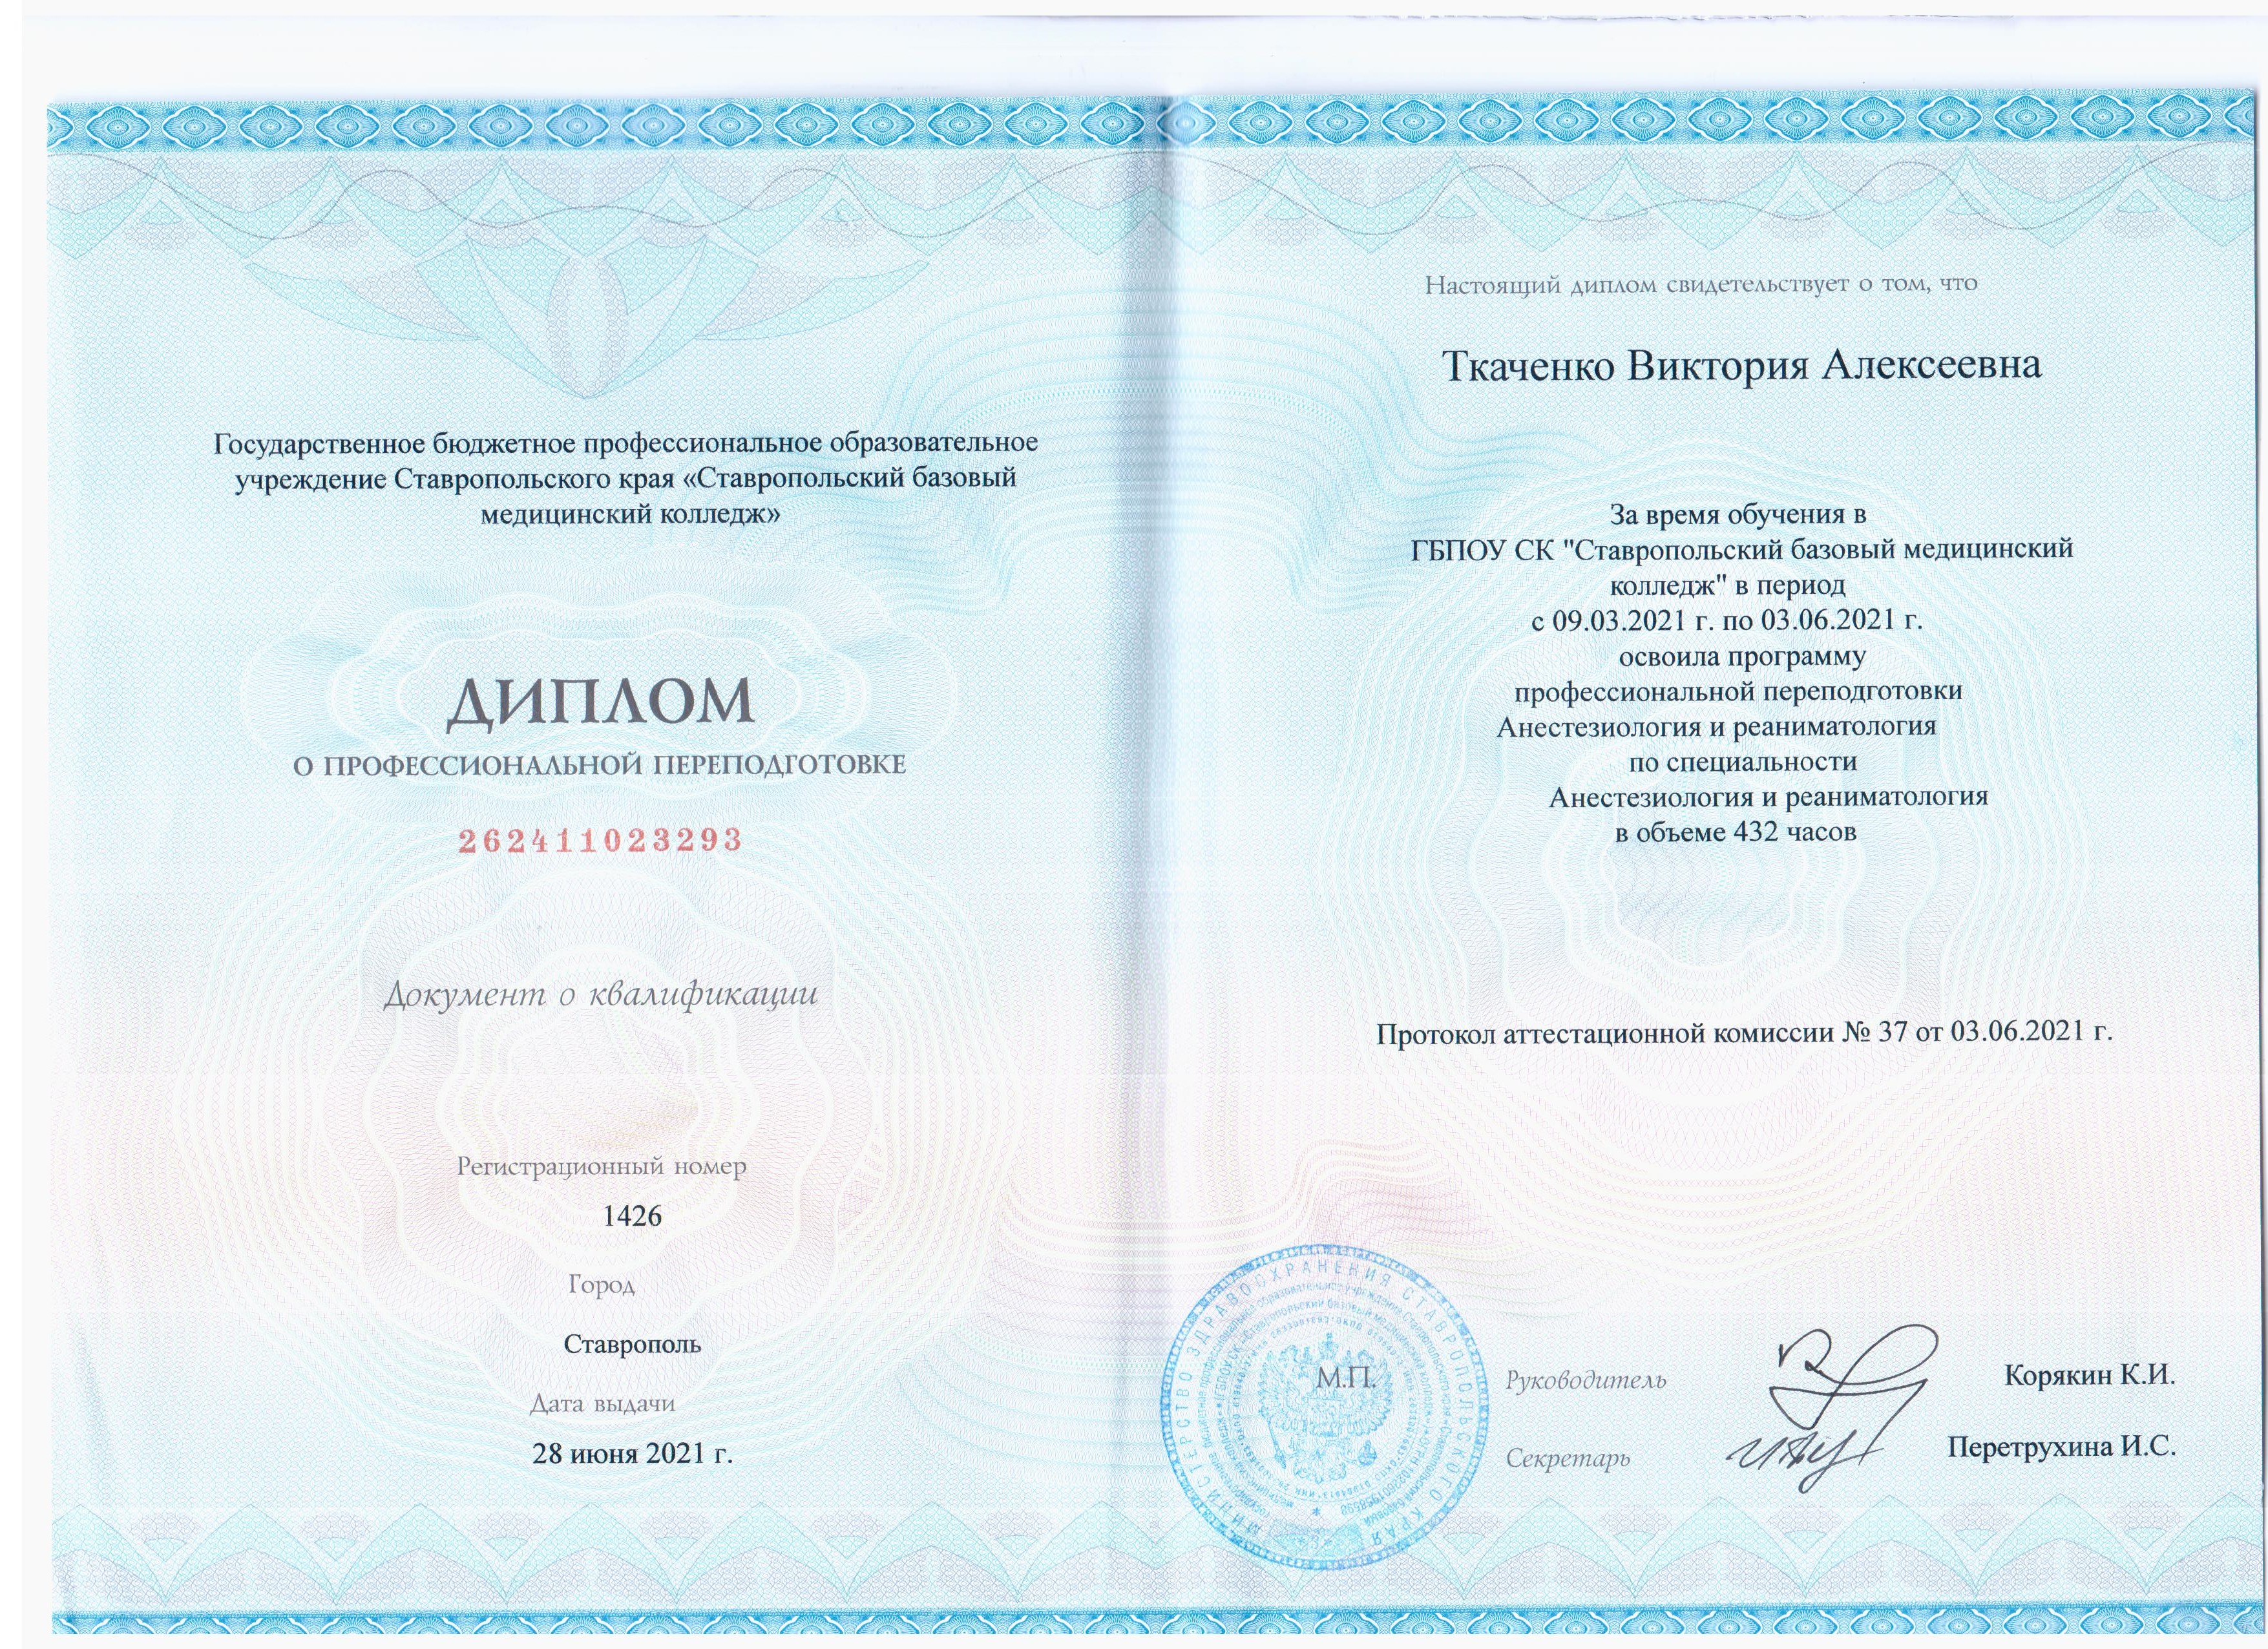 Государственное бюджетное профессиональное образовательное
учреждение Ставропольского края «Ставропольский базовый
медицинский колледж»
ДИПЛОМ
О ПРОФЕССИОНАЛЬНОЙ ПЕРЕПОДГОТОВКЕ
262411023293
Документ о квалификации
Регистрационный номер
1426
Город
Ставрополь
Дата выдачи
28 июня 2021 г.
Настоящий диплом свидетельствует о том, что
Ткаченко Виктория Алексеевна
За время обучения в
ГБПОУ СК "Ставропольский базовый медицинский
колледж" в период
с 09.03.2021 г. по 03.06.2021 г.
освоила программу
профессиональной переподготовки
Анестезиология и реаниматология
по специальности
Анестезиология и реаниматология
в объеме 432 часов
Протокол аттестационной комиссии № 37 от 03.06.2021 г.
МИНИСТЕРСТВО ЗДРАВООХРАНЕНИЯ СТАВРОПОЛЬСКОГО КРАЯ
М.П.
Руководитель
Корякин К.И.
Секретарь
Перетрухина И.С.